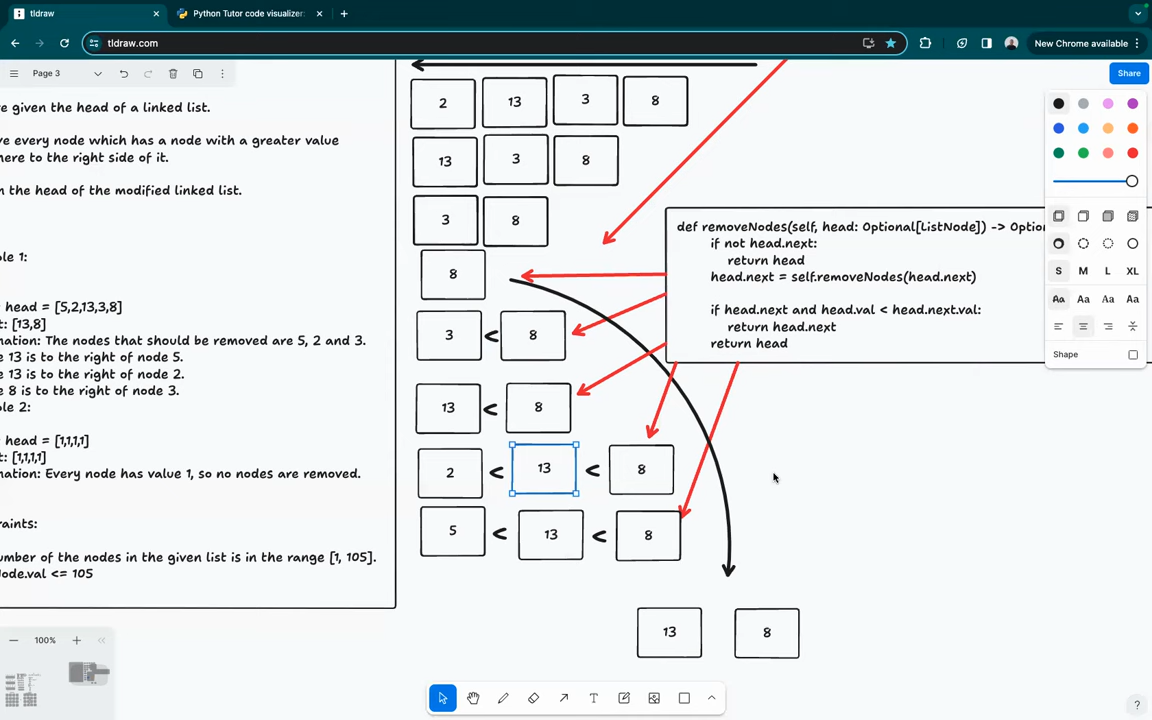 tldraw
Python Tutor code visualizer:
tldraw.com
New Chrome available
Page 3
Share
re given the head of a linked list.
ve every node which has a node with a greater value
here to the right side of it.
n the head of the modified linked list.
le 1:
head = [5,2,13,3,8]
t: [13,8]
nation: The nodes that should be removed are 5, 2 and 3.
e 13 is to the right of node 5.
e 13 is to the right of node 2.
e 8 is to the right of node 3.
le 2:
head = [1,1,1,1]
t: [1,1,1,1]
nation: Every node has value 1, so no nodes are removed.
raints:
umber of the nodes in the given list is in the range [1, 105].
Node.val <= 105
2 13 3 8
13 3 8
3 8
8
3 < 8
13 < 8
2 < 13 < 8
5 < 13 < 8
13 8
def removeNodes(self, head: Optional[ListNode]) -> Optio
if not head.next:
return head
head.next = self.removeNodes(head.next)
if head.next and head.val < head.next.val:
return head.next
return head
S M L XL
Aa Aa Aa Aa
Shape
100%
T
?